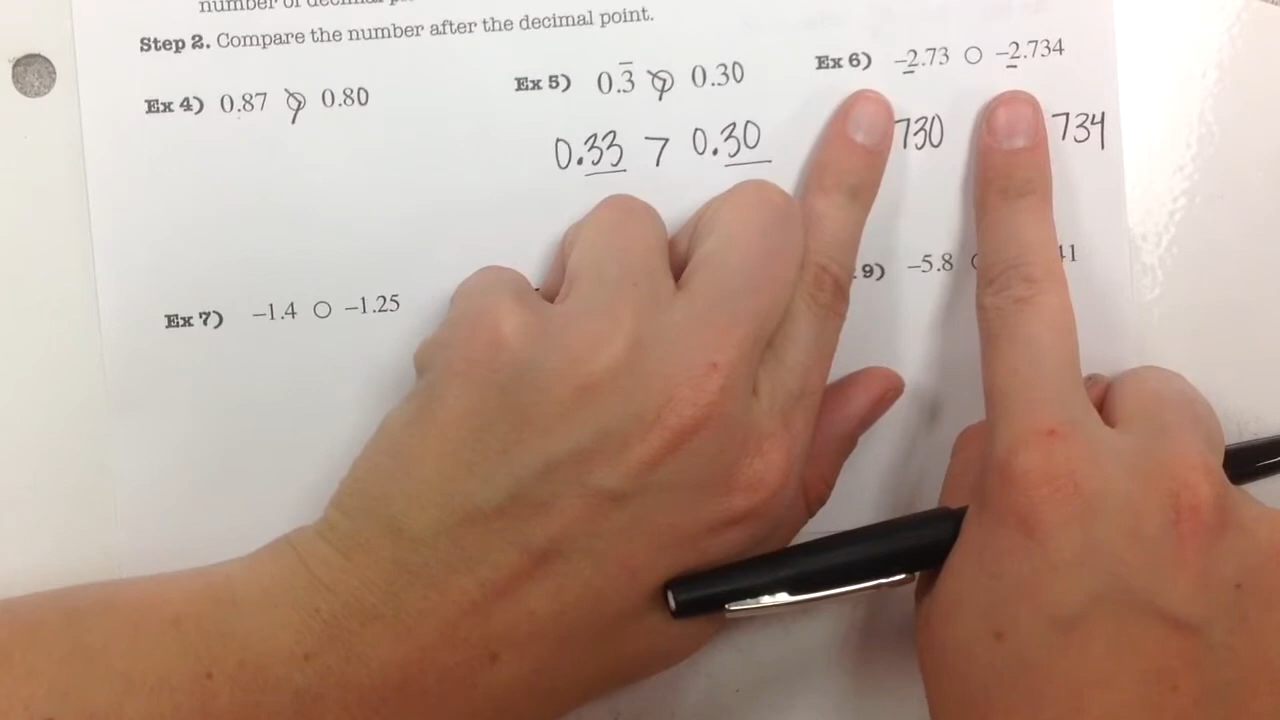 Step 2. Compare the number after the decimal point.
Ex 4) 0.87 > 0.80
Ex 5) 0.3̅ > 0.30
0.33 > 0.30
Ex 6) –2.73 ○ –2.734
730 734
Ex 7) –1.4 ○ –1.25
9) –5.8